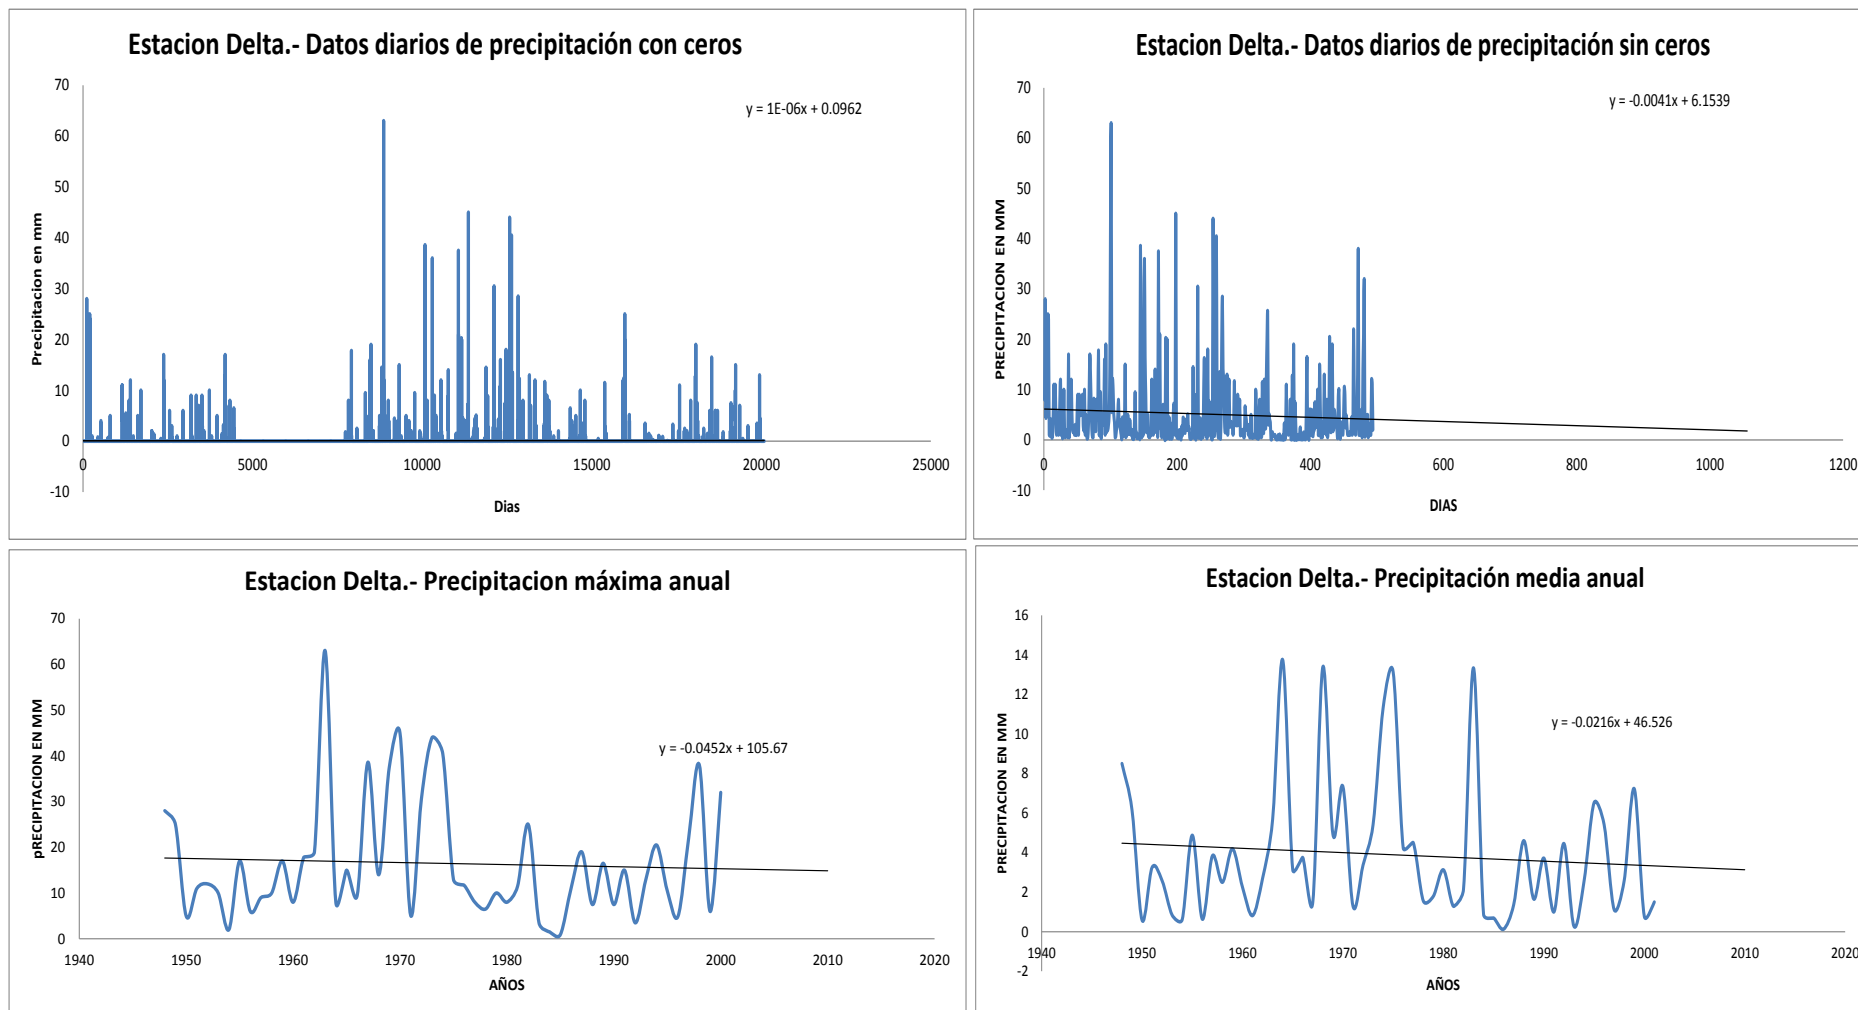 Estacion Delta.- Datos diarios de precipitación con ceros
y = 1E-06x + 0.0962
Precipitacion en mm
70
60
50
40
30
20
10
0
-10
0 5000 10000 15000 20000 25000
Dias
Estacion Delta.- Datos diarios de precipitación sin ceros
y = -0.0041x + 6.1539
PRECIPITACION EN MM
70
60
50
40
30
20
10
0
-10
0 200 400 600 800 1000 1200
DIAS
Estacion Delta.- Precipitacion máxima anual
y = -0.0452x + 105.67
pRECIPITACION EN MM
70
60
50
40
30
20
10
0
1940 1950 1960 1970 1980 1990 2000 2010 2020
AÑOS
Estacion Delta.- Precipitación media anual
y = -0.0216x + 46.526
PRECIPITACION EN MM
16
14
12
10
8
6
4
2
0
-2
1940 1950 1960 1970 1980 1990 2000 2010 2020
AÑOS